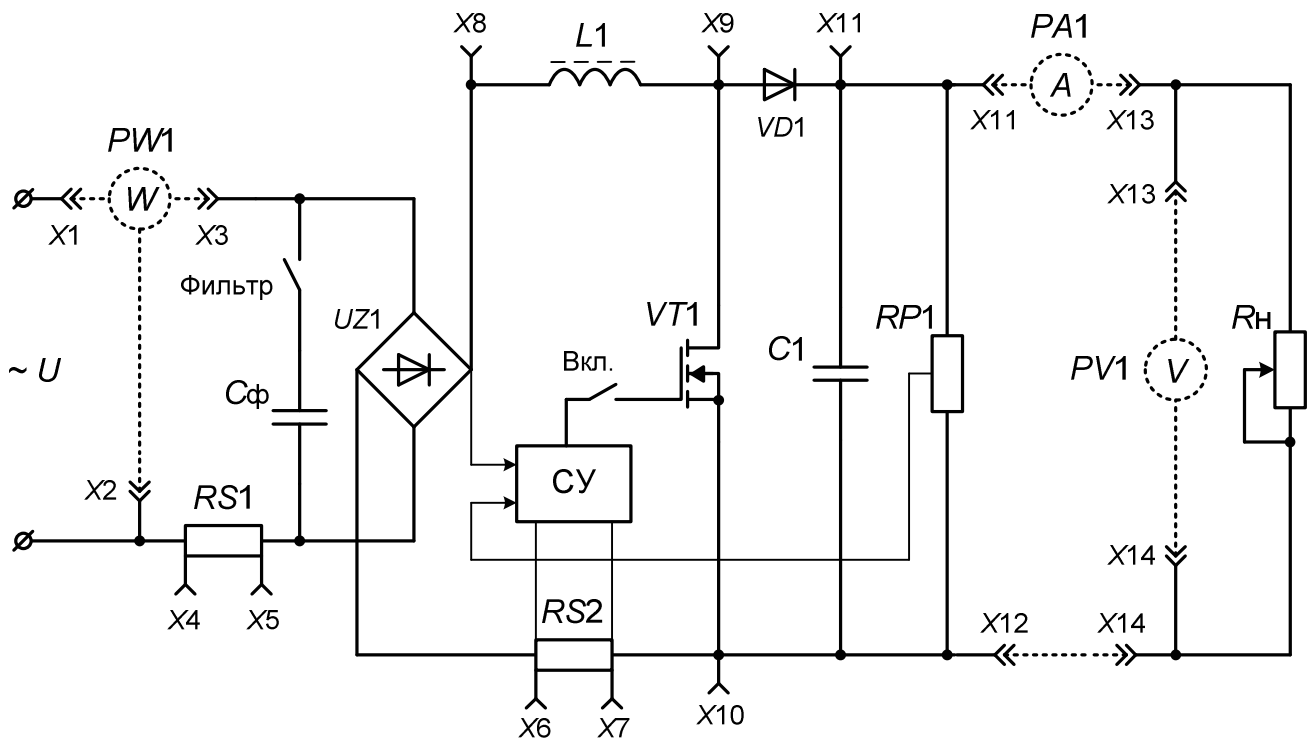 X8
L1
X9
X11
PA1
A
X11
X13
VD1
PW1
W
X1
X3
X13
Фильтр
UZ1
VT1
RP1
Rн
~ U
Вкл.
C1
PV1
V
Cф
СУ
X2
RS1
X14
X4
X5
RS2
X12
X14
X6
X7
X10